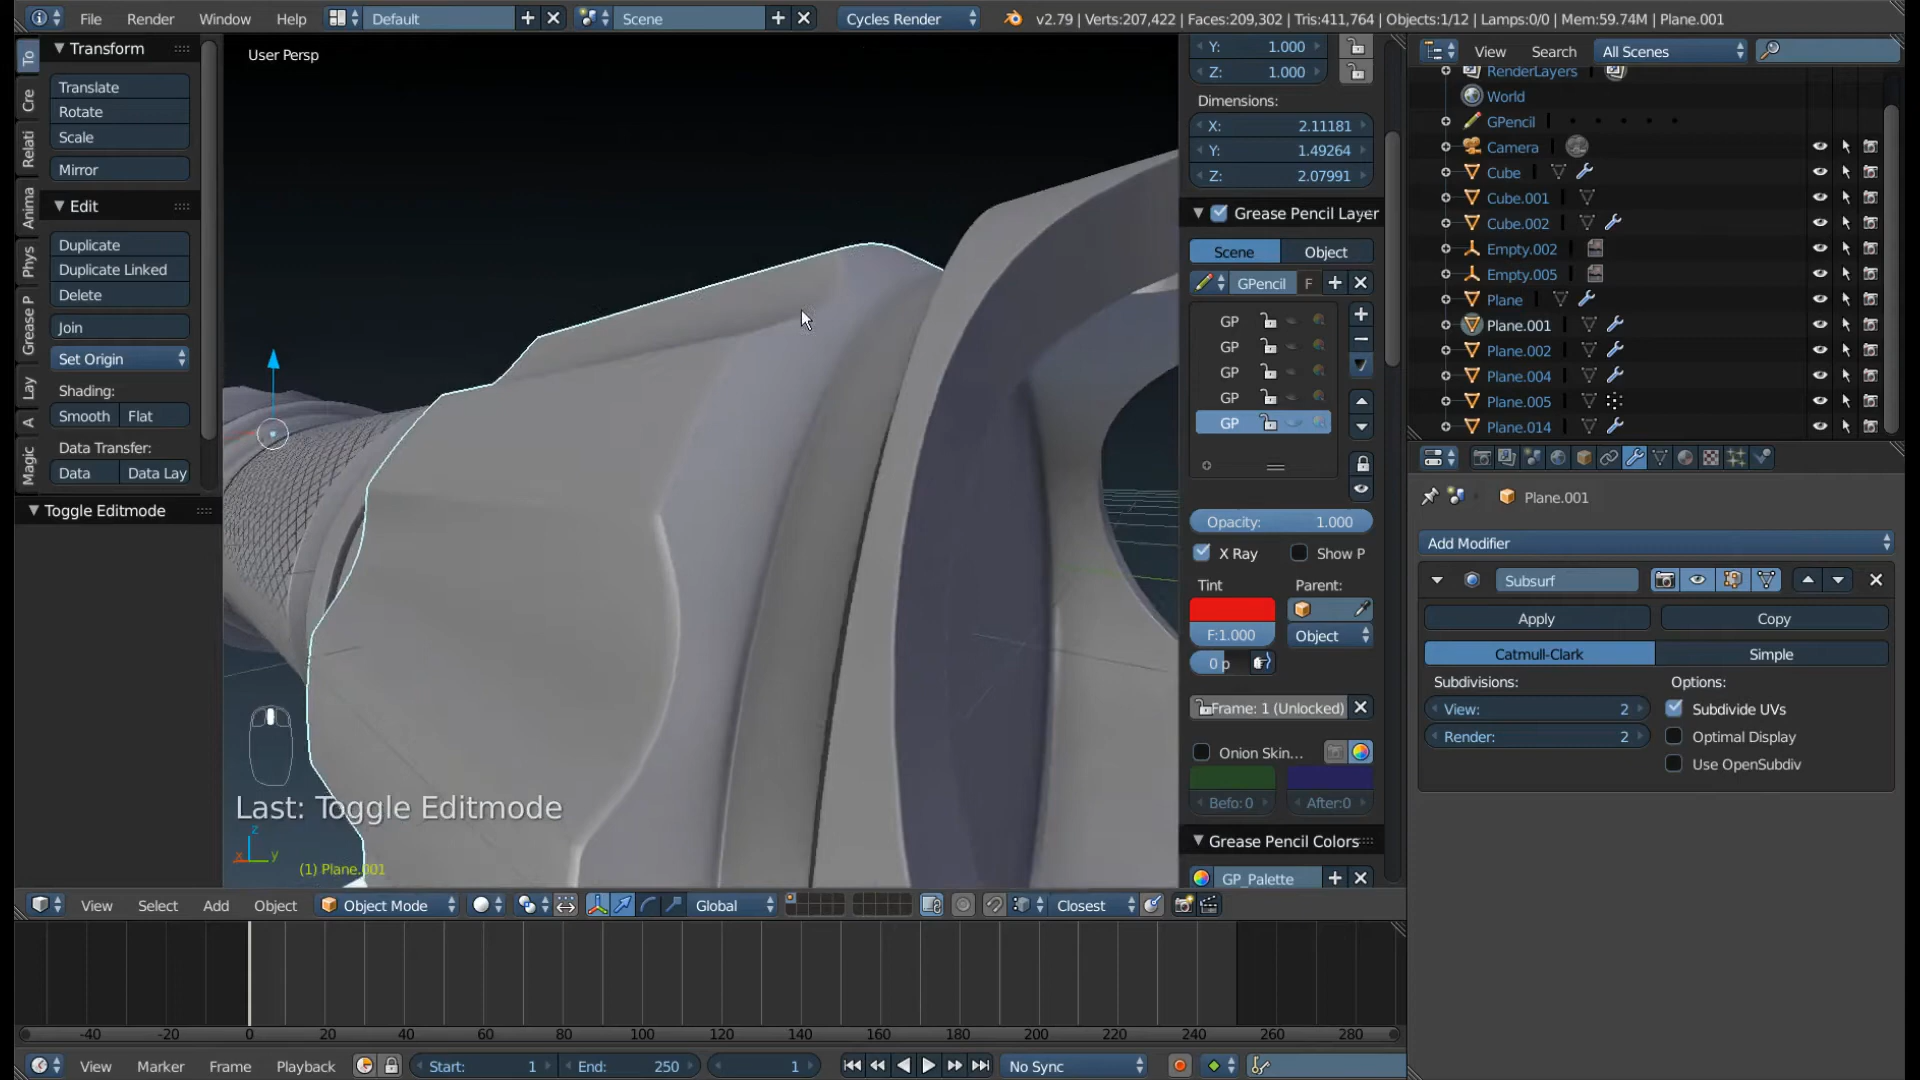 File Render Window Help Default Scene Cycles Render v2.79 | Verts:207,422 | Faces:209,302 | Tris:411,764 | Objects:1/12 | Lamps:0/0 | Mem:59.74M | Plane.001
To
Cre
Relati
Anima
Phys
Grease P
Lay
A
Magic
Transform
Translate
Rotate
Scale
Mirror
Edit
Duplicate
Duplicate Linked
Delete
Join
Set Origin
Shading:
Smooth Flat
Data Transfer:
Data Data Lay
Toggle Editmode
User Persp
Last: Toggle Editmode
z
x y
(1) Plane.001
Y: 1.000
Z: 1.000
Dimensions:
X: 2.11181
Y: 1.49264
Z: 2.07991
Grease Pencil Layer
Scene Object
GPencil F
GP
GP
GP
GP
GP
Opacity: 1.000
X Ray Show P
Tint Parent:
F:1.000 Object
0 p
Frame: 1 (Unlocked)
Onion Skin...
Befo:0 After:0
Grease Pencil Colors
GP_Palette
View Search All Scenes
RenderLayers
World
GPencil
Camera
Cube
Cube.001
Cube.002
Empty.002
Empty.005
Plane
Plane.001
Plane.002
Plane.004
Plane.005
Plane.014
Plane.001
Add Modifier
Subsurf
Apply Copy
Catmull-Clark Simple
Subdivisions: Options:
View: 2 Subdivide UVs
Render: 2 Optimal Display
Use OpenSubdiv
View Select Add Object Object Mode Global Closest
-40 -20 0 20 40 60 80 100 120 140 160 180 200 220 240 260 280
View Marker Frame Playback Start: 1 End: 250 1 No Sync